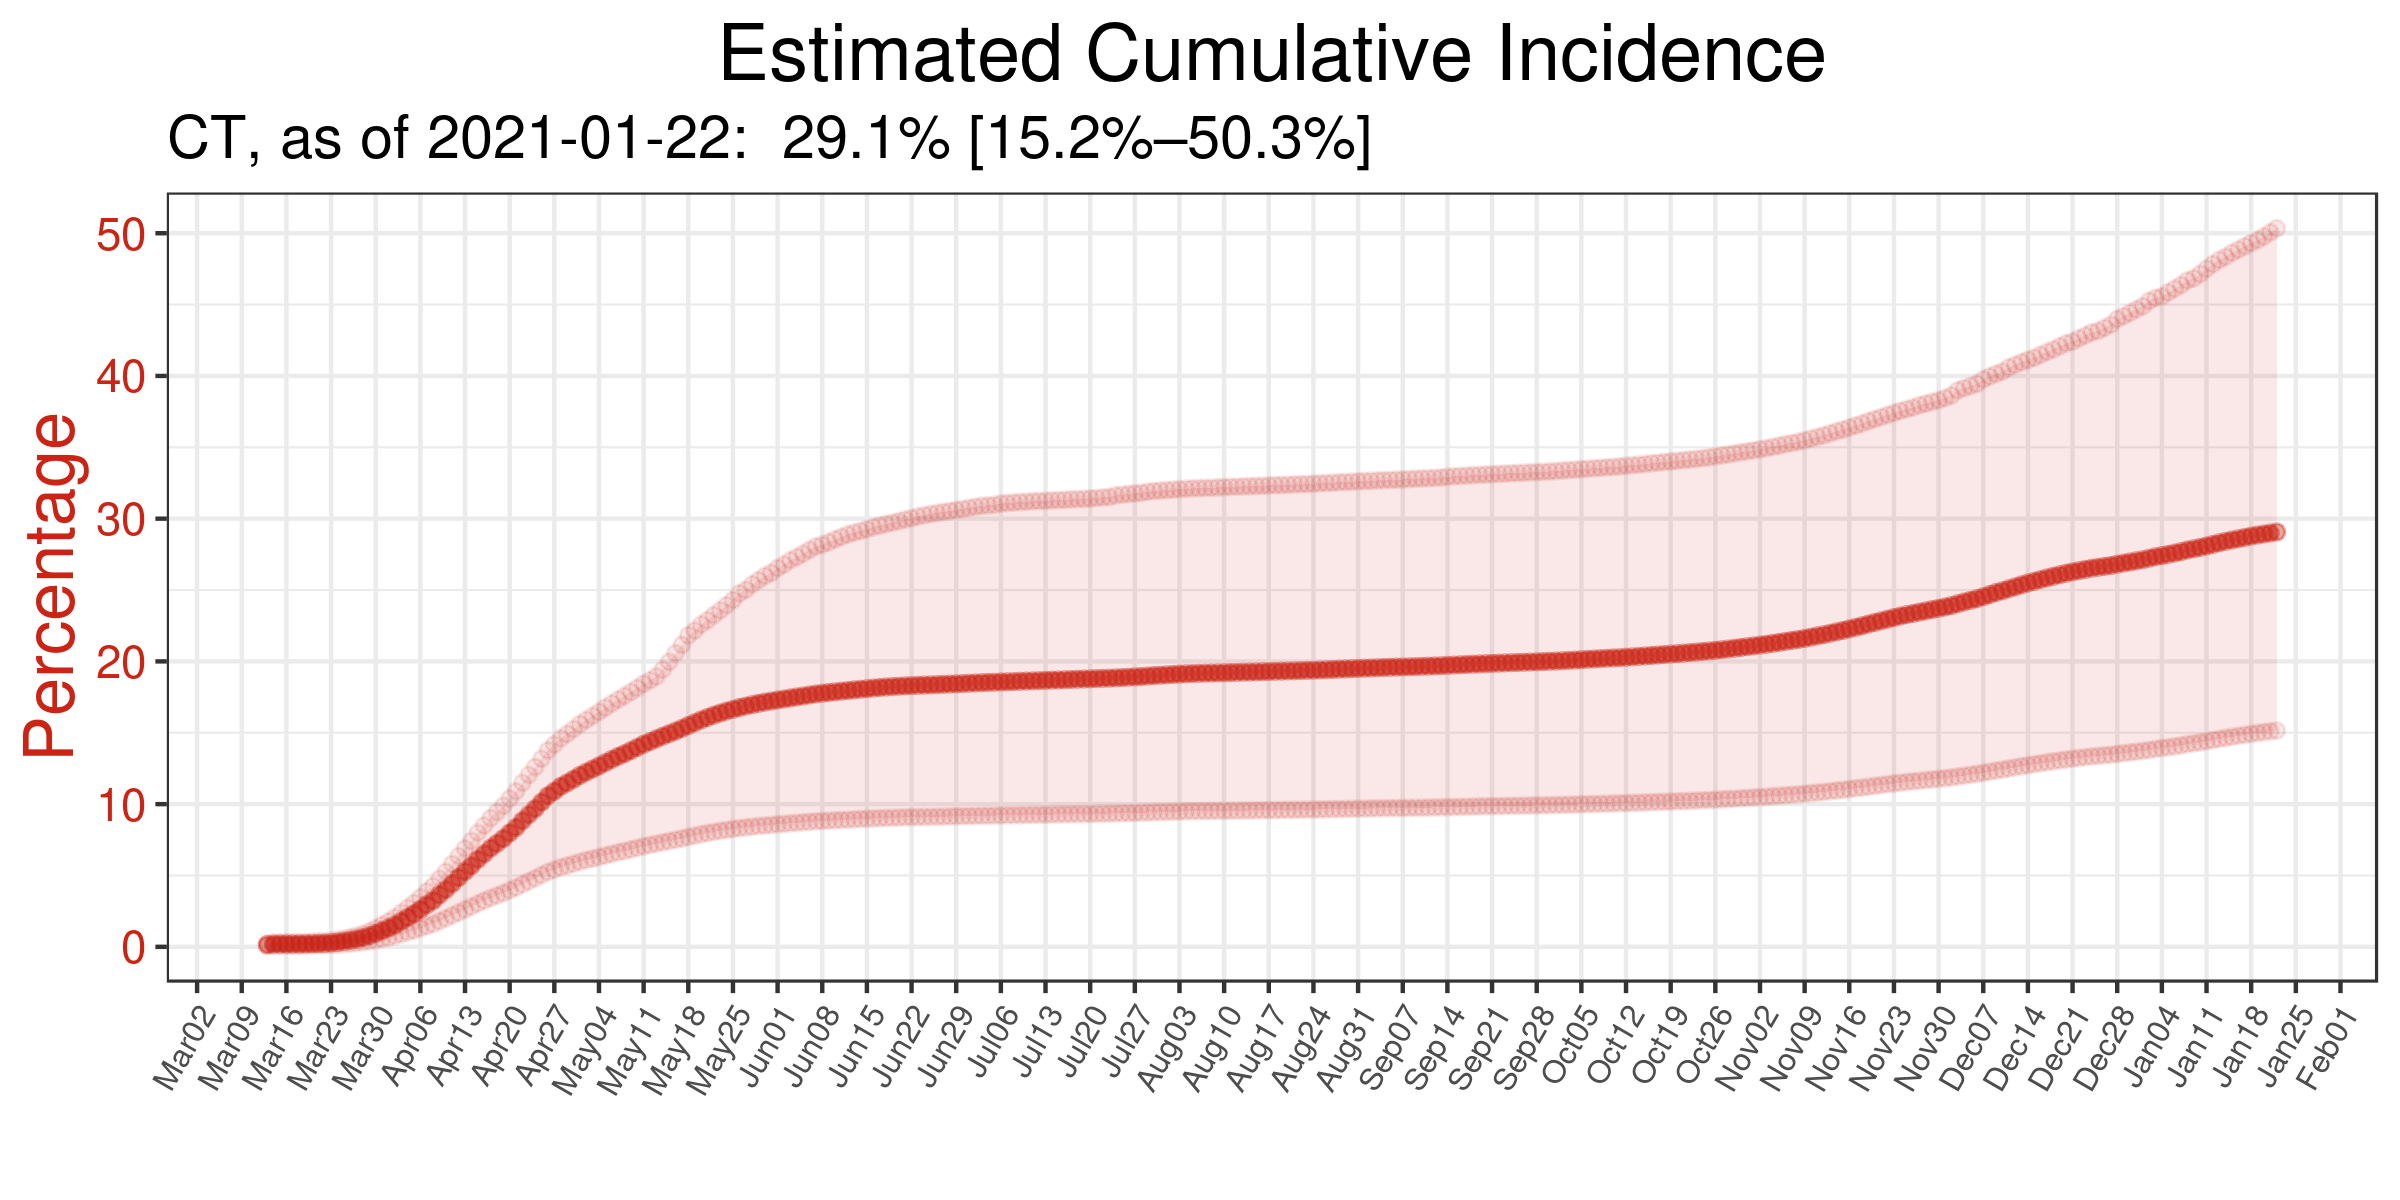 Estimated Cumulative Incidence
CT, as of 2021-01-22:  29.1% [15.2%–50.3%]
Percentage
50
40
30
20
10
0
Mar02
Mar09
Mar16
Mar23
Mar30
Apr06
Apr13
Apr20
Apr27
May04
May11
May18
May25
Jun01
Jun08
Jun15
Jun22
Jun29
Jul06
Jul13
Jul20
Jul27
Aug03
Aug10
Aug17
Aug24
Aug31
Sep07
Sep14
Sep21
Sep28
Oct05
Oct12
Oct19
Oct26
Nov02
Nov09
Nov16
Nov23
Nov30
Dec07
Dec14
Dec21
Dec28
Jan04
Jan11
Jan18
Jan25
Feb01